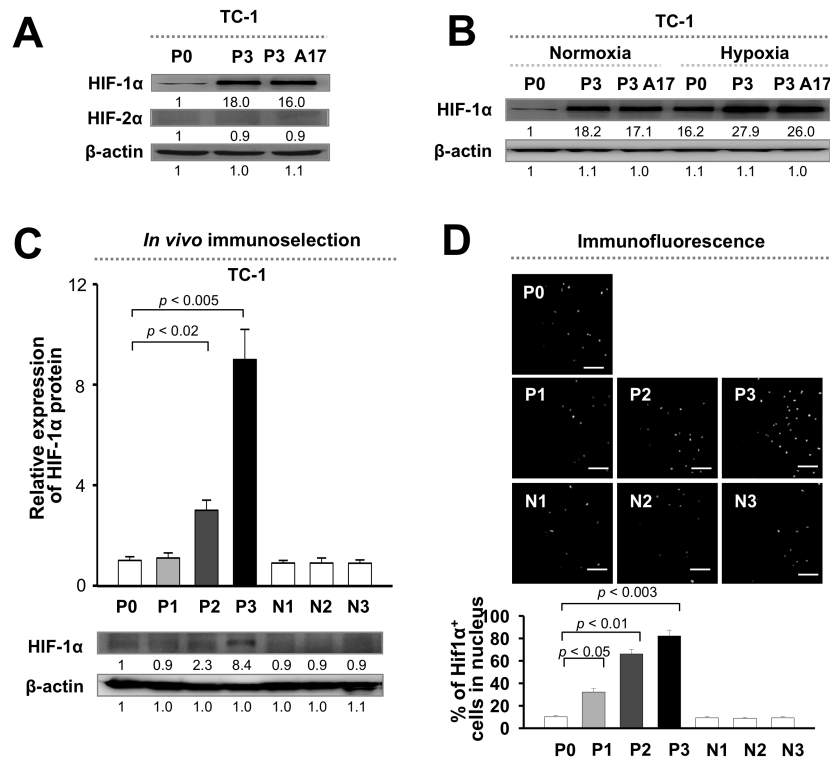 A
TC-1
P0 P3 P3 A17
HIF-1α
1 18.0 16.0
HIF-2α
1 0.9 0.9
β-actin
1 1.0 1.1
B
TC-1
Normoxia Hypoxia
P0 P3 P3 A17 P0 P3 P3 A17
HIF-1α
1 18.2 17.1 16.2 27.9 26.0
β-actin
1 1.1 1.0 1.1 1.1 1.0
C
In vivo immunoselection
TC-1
Relative expression
of HIF-1α protein
12
8
4
0
p < 0.005
p < 0.02
P0 P1 P2 P3 N1 N2 N3
HIF-1α
1 0.9 2.3 8.4 0.9 0.9 0.9
β-actin
1 1.0 1.0 1.0 1.0 1.0 1.1
D
Immunofluorescence
P0
P1 P2 P3
N1 N2 N3
% of Hif1α+
cells in nucleus
100
80
60
40
20
0
p < 0.003
p < 0.01
p < 0.05
P0 P1 P2 P3 N1 N2 N3